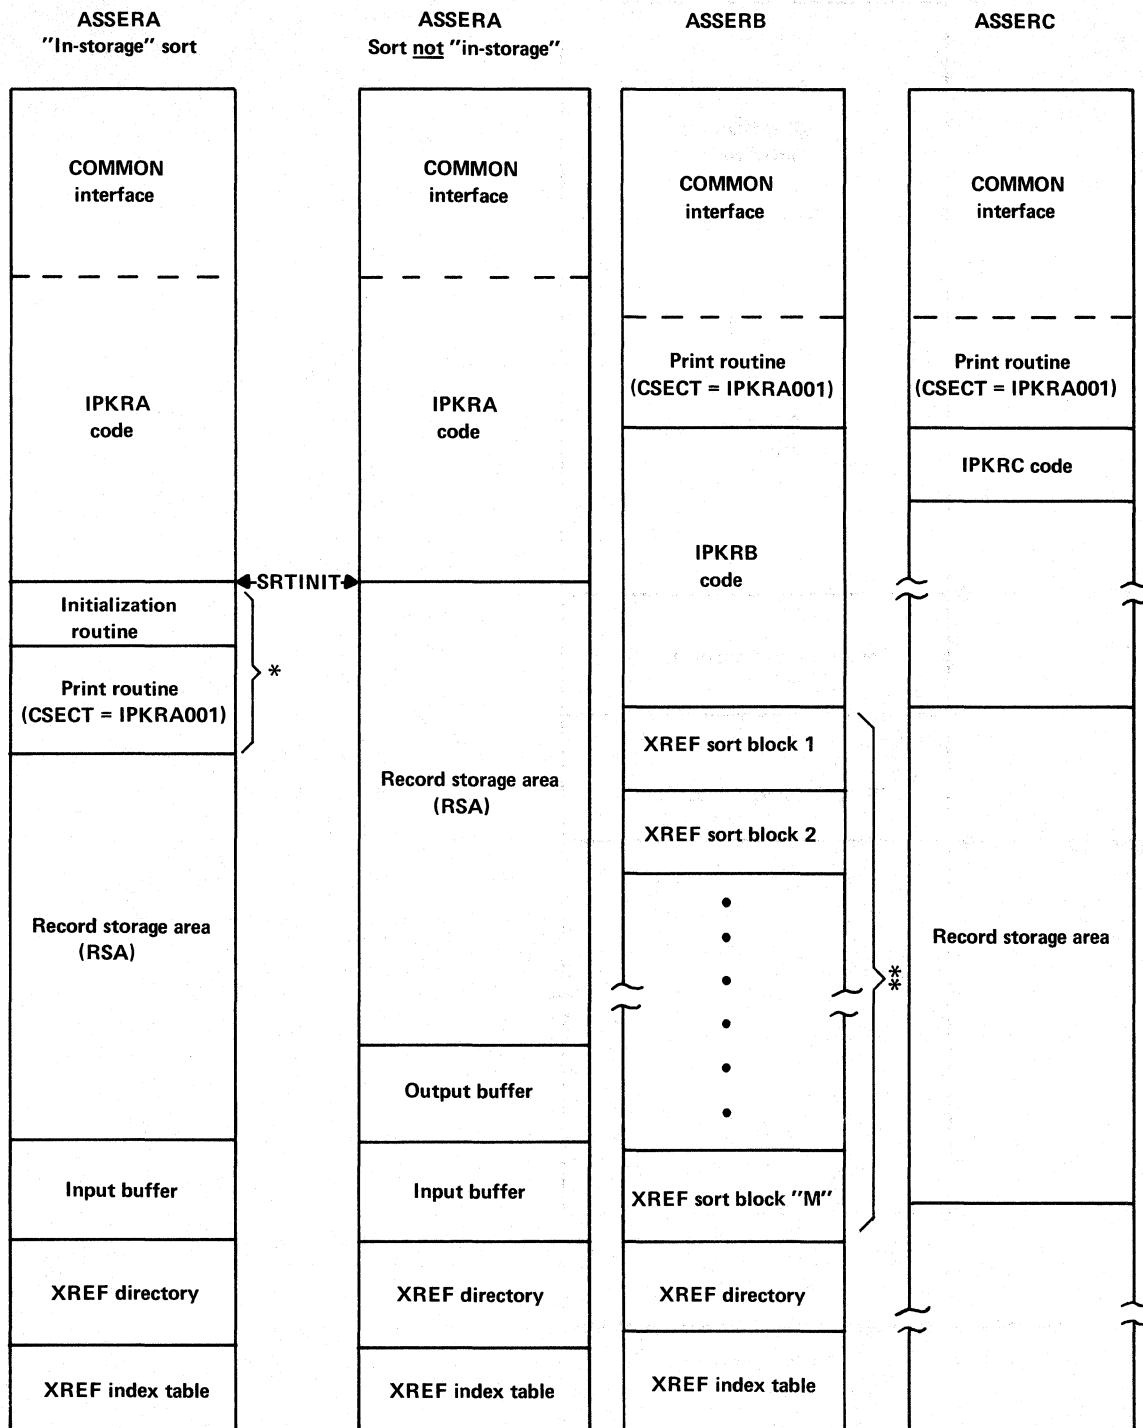 ASSERA
"In-storage" sort
COMMON
interface
IPKRA
code
Initialization
routine
Print routine
(CSECT = IPKRA001)
*
Record storage area
(RSA)
Input buffer
XREF directory
XREF index table
SRTINIT
ASSERA
Sort not "in-storage"
COMMON
interface
IPKRA
code
Record storage area
(RSA)
Output buffer
Input buffer
XREF directory
XREF index table
ASSERB
COMMON
interface
Print routine
(CSECT = IPKRA001)
IPKRB
code
XREF sort block 1
XREF sort block 2
XREF sort block "M"
**
XREF directory
XREF index table
ASSERC
COMMON
interface
Print routine
(CSECT = IPKRA001)
IPKRC code
Record storage area